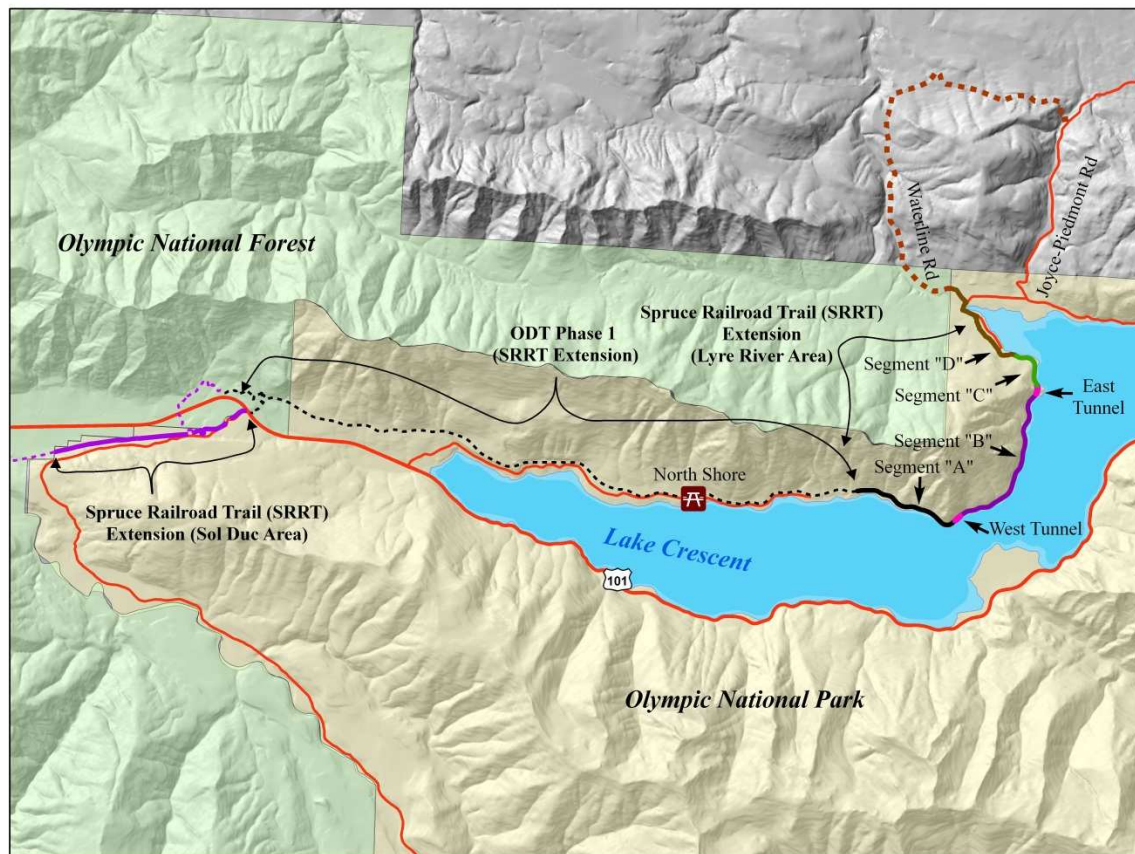 Olympic National Forest
ODT Phase 1
(SRRT Extension)
Spruce Railroad Trail (SRRT)
Extension
(Lyre River Area)
Waterline Rd
Joyce-Piedmont Rd
Segment "D"
Segment "C"
East
Tunnel
Segment "B"
Segment "A"
North Shore
West Tunnel
Spruce Railroad Trail (SRRT)
Extension (Sol Duc Area)
Lake Crescent
101
Olympic National Park